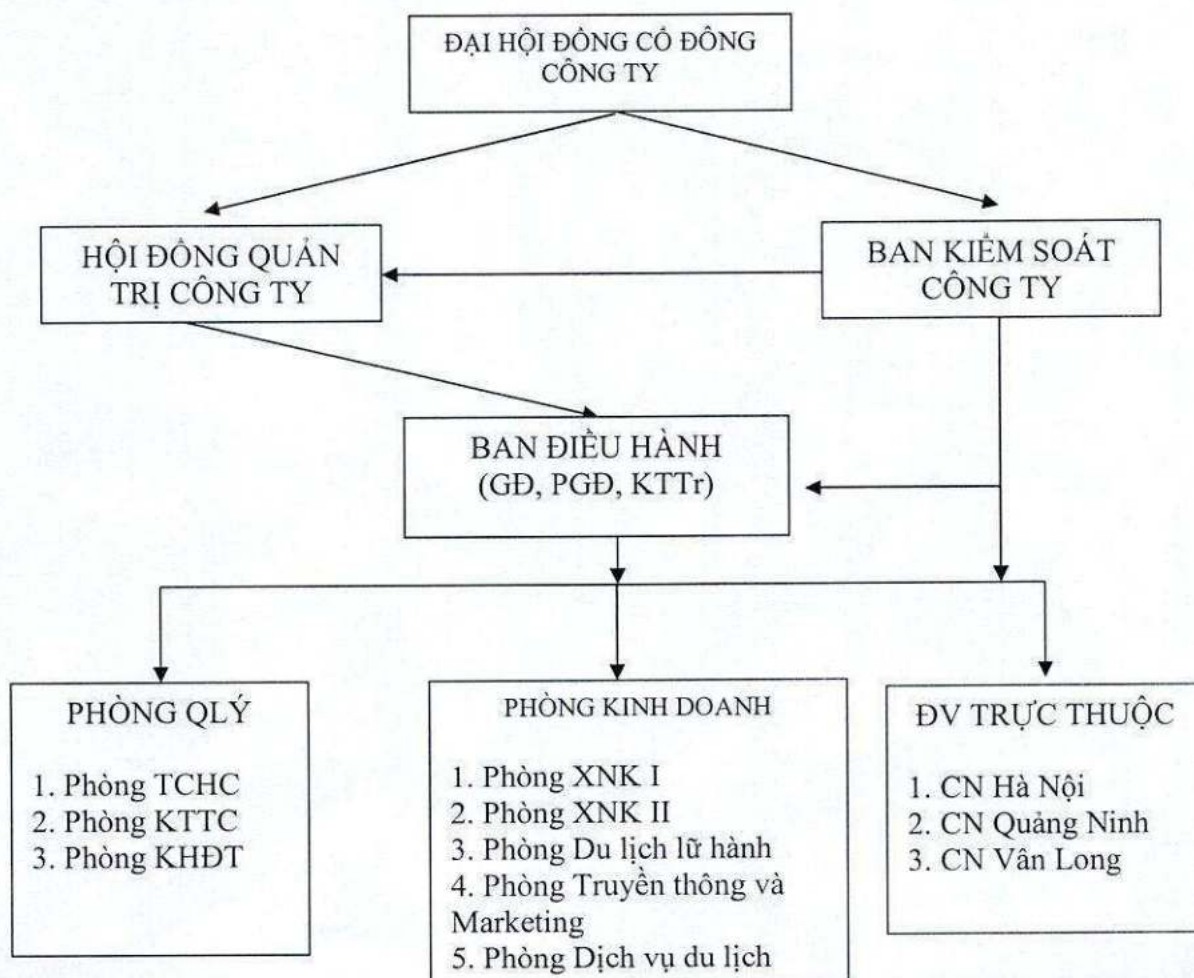 ĐẠI HỘI ĐỒNG CỔ ĐÔNG
CÔNG TY
HỘI ĐỒNG QUẢN
TRỊ CÔNG TY
BAN KIỂM SOÁT
CÔNG TY
BAN ĐIỀU HÀNH
(GĐ, PGĐ, KTTr)
PHÒNG QLÝ
1. Phòng TCHC
2. Phòng KTTC
3. Phòng KHĐT
PHÒNG KINH DOANH
1. Phòng XNK I
2. Phòng XNK II
3. Phòng Du lịch lữ hành
4. Phòng Truyền thông và
Marketing
5. Phòng Dịch vụ du lịch
ĐV TRỰC THUỘC
1. CN Hà Nội
2. CN Quảng Ninh
3. CN Vân Long